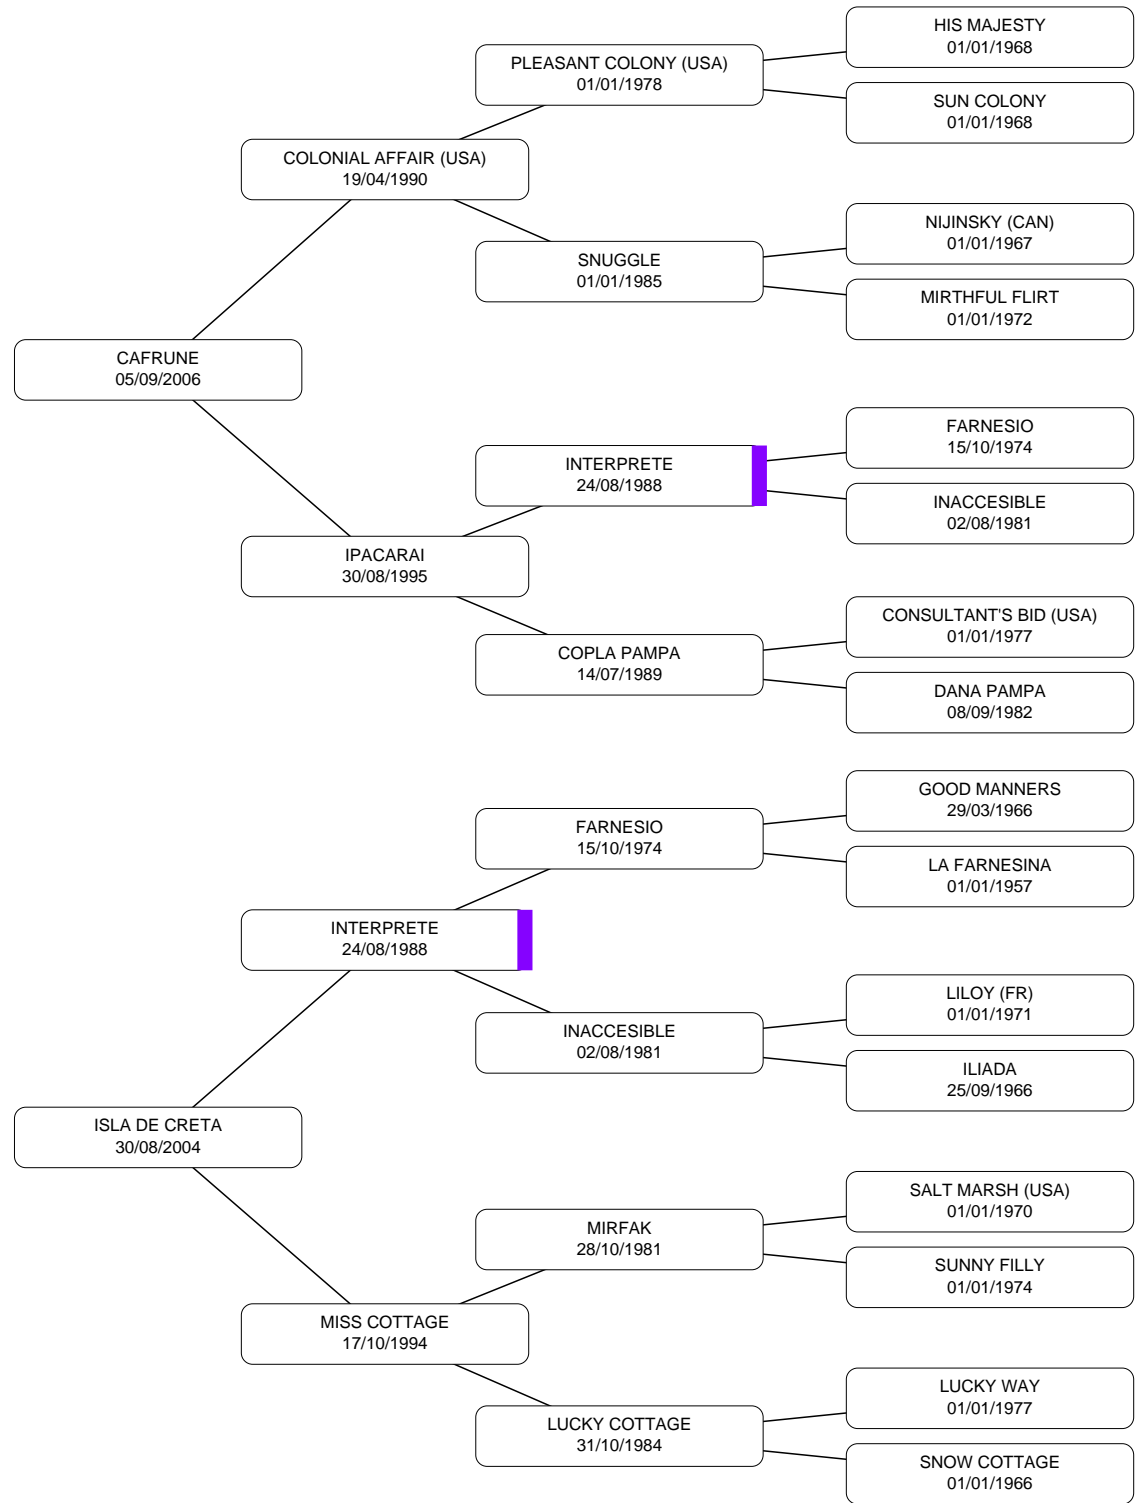 HIS MAJESTY
01/01/1968
PLEASANT COLONY (USA)
01/01/1978
SUN COLONY
01/01/1968
COLONIAL AFFAIR (USA)
19/04/1990
NIJINSKY (CAN)
01/01/1967
SNUGGLE
01/01/1985
MIRTHFUL FLIRT
01/01/1972
CAFRUNE
05/09/2006
FARNESIO
15/10/1974
INTERPRETE
24/08/1988
INACCESIBLE
02/08/1981
IPACARAI
30/08/1995
CONSULTANT'S BID (USA)
01/01/1977
COPLA PAMPA
14/07/1989
DANA PAMPA
08/09/1982
GOOD MANNERS
29/03/1966
FARNESIO
15/10/1974
LA FARNESINA
01/01/1957
INTERPRETE
24/08/1988
LILOY (FR)
01/01/1971
INACCESIBLE
02/08/1981
ILIADA
25/09/1966
ISLA DE CRETA
30/08/2004
SALT MARSH (USA)
01/01/1970
MIRFAK
28/10/1981
SUNNY FILLY
01/01/1974
MISS COTTAGE
17/10/1994
LUCKY WAY
01/01/1977
LUCKY COTTAGE
31/10/1984
SNOW COTTAGE
01/01/1966